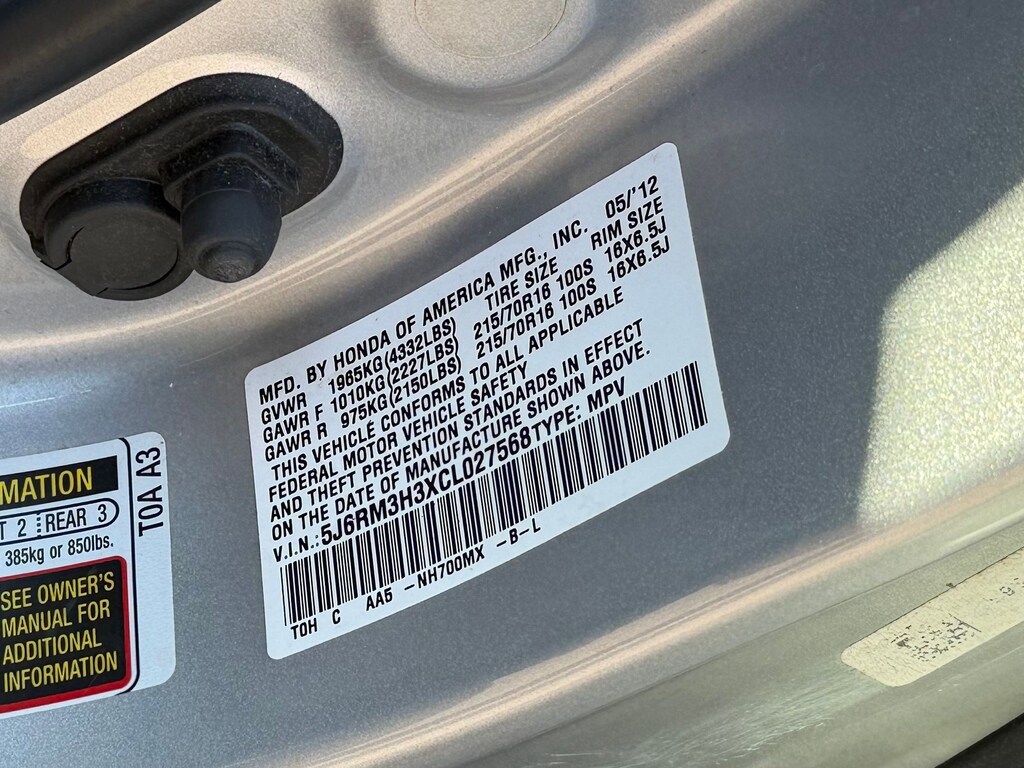 MFD. BY HONDA OF AMERICA MFG., INC. 05/'12
GVWR 1965KG(4332LBS) TIRE SIZE RIM SIZE
GAWR F 1010KG(2227LBS) 215/70R16 100S 16X6.5J
GAWR R 975KG(2150LBS) 215/70R16 100S 16X6.5J
THIS VEHICLE CONFORMS TO ALL APPLICABLE
FEDERAL MOTOR VEHICLE SAFETY
AND THEFT PREVENTION STANDARDS IN EFFECT
ON THE DATE OF MANUFACTURE SHOWN ABOVE.
V.I.N.:5J6RM3H3XCL027568 TYPE: MPV
T0H C AA5 -NH700MX -B-L
MATION
T 2 REAR 3
385kg or 850lbs.
SEE OWNER'S
MANUAL FOR
ADDITIONAL
INFORMATION
T0A A3